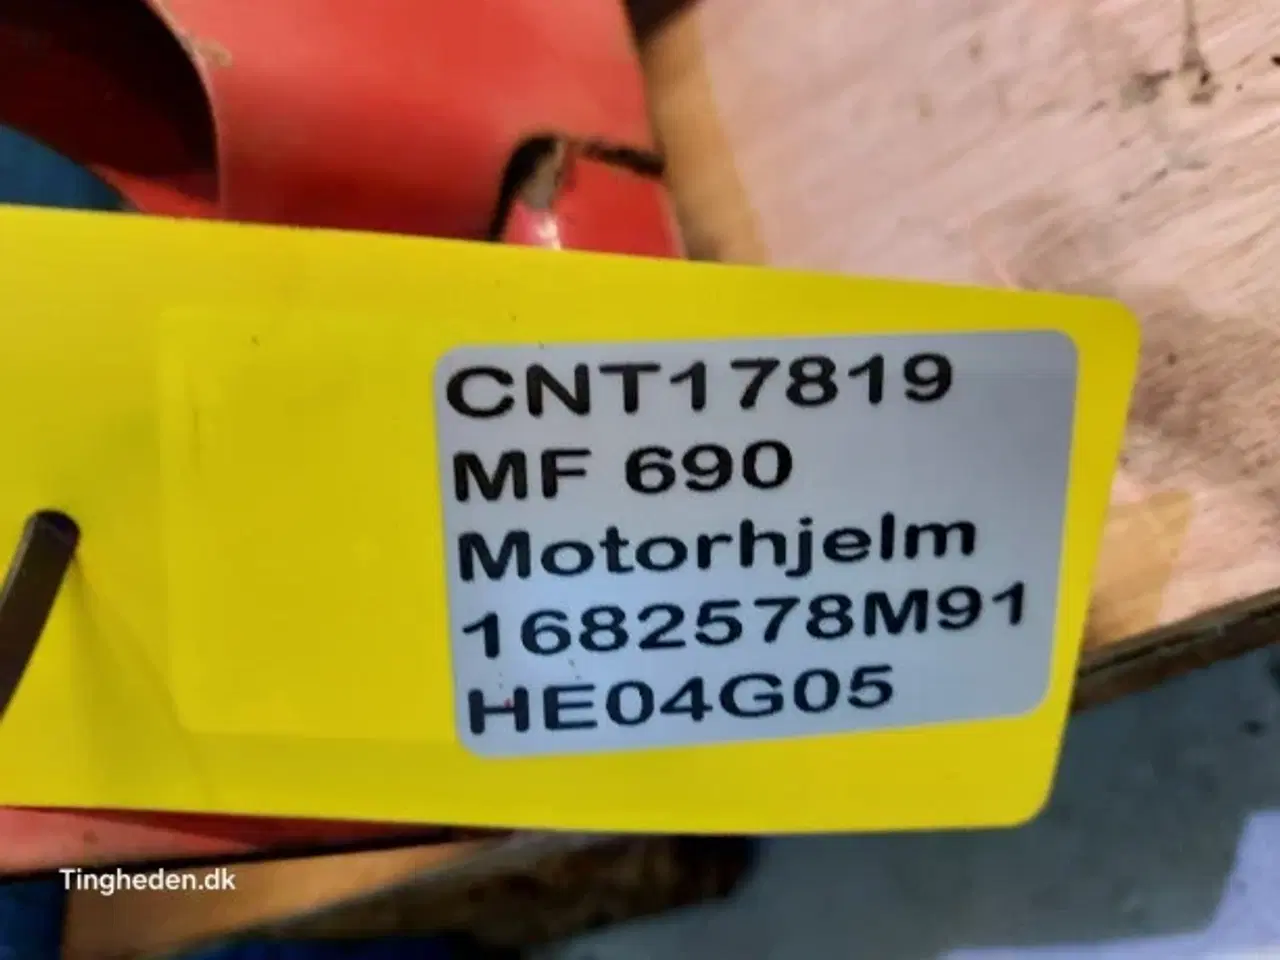 CNT17819
MF 690
Motorhjelm
1682578M91
HE04G05
Tingheden.dk